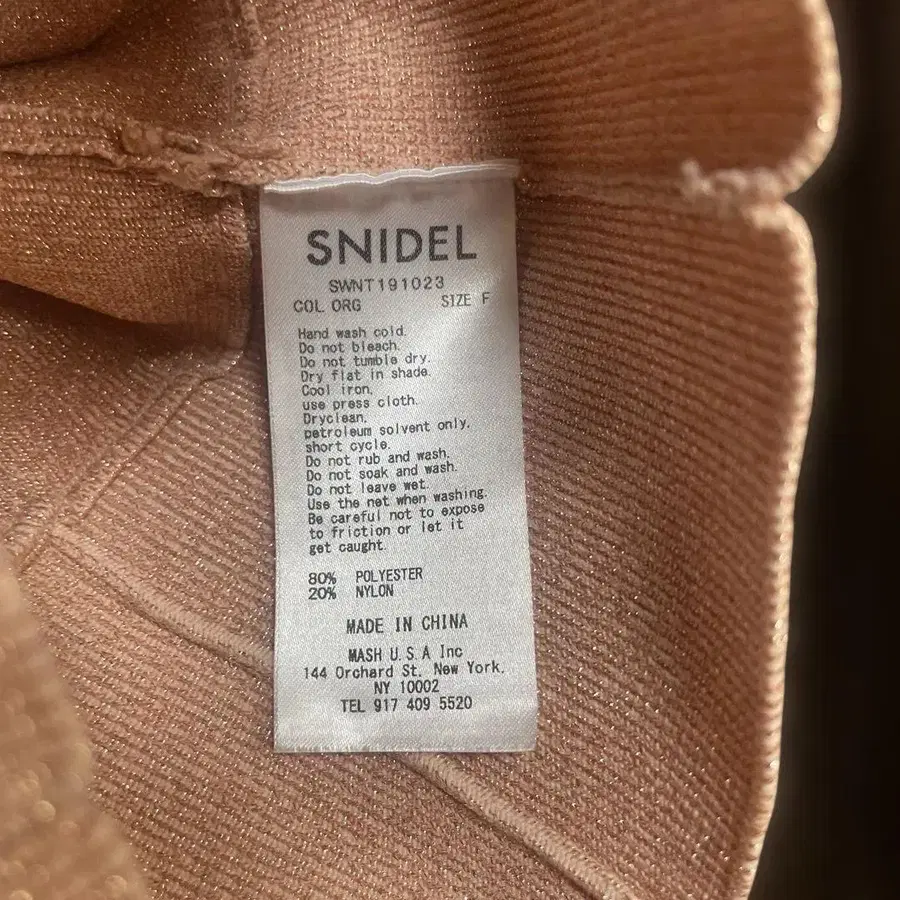 SNIDEL
SWNT191023
COL ORG SIZE F
Hand wash cold.
Do not bleach.
Do not tumble dry.
Dry flat in shade.
Cool iron,
use press cloth.
Dryclean,
petroleum solvent only,
short cycle.
Do not rub and wash.
Do not soak and wash.
Do not leave wet.
Use the net when washing.
Be careful not to expose
to friction or let it
get caught.
80% POLYESTER
20% NYLON
MADE IN CHINA
MASH U.S.A Inc
144 Orchard St. New York.
NY 10002
TEL 917 409 5520